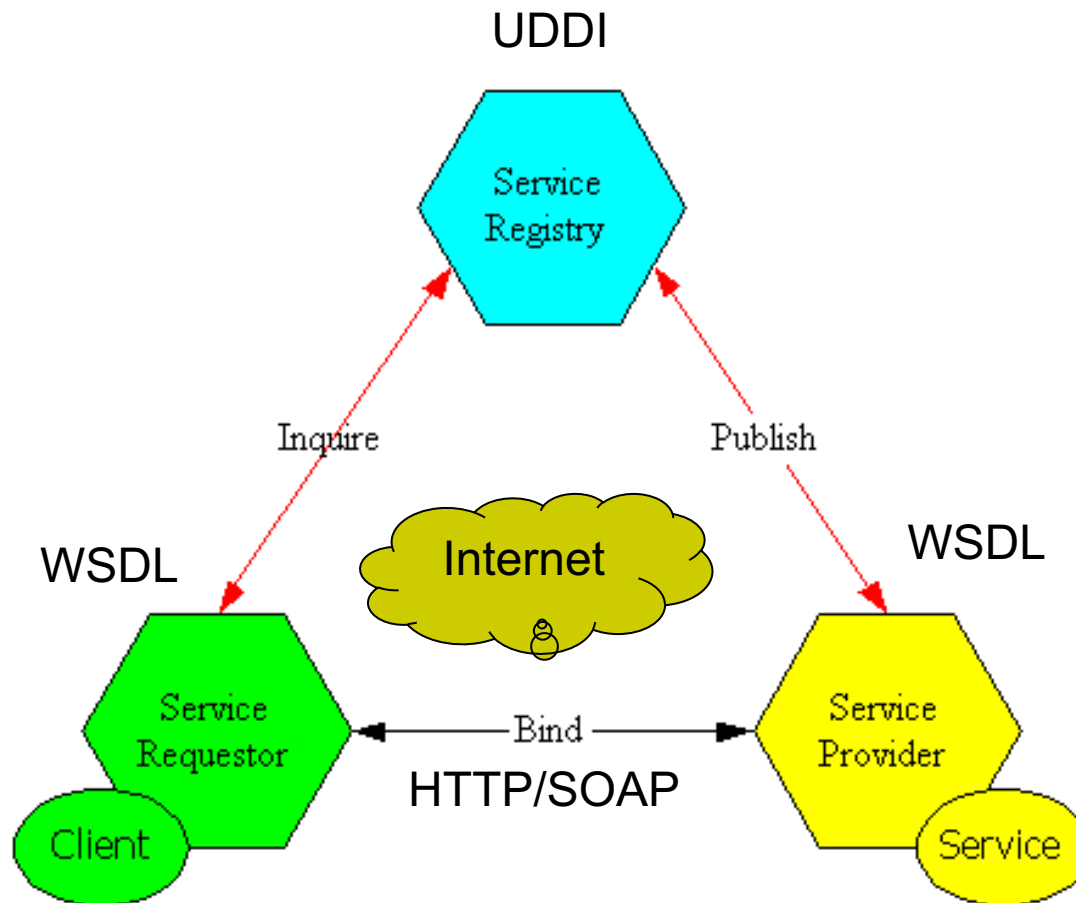 UDDI
Service
Registry
Inquire
Publish
WSDL
Internet
WSDL
Service
Requestor
Bind
HTTP/SOAP
Service
Provider
Client
Service